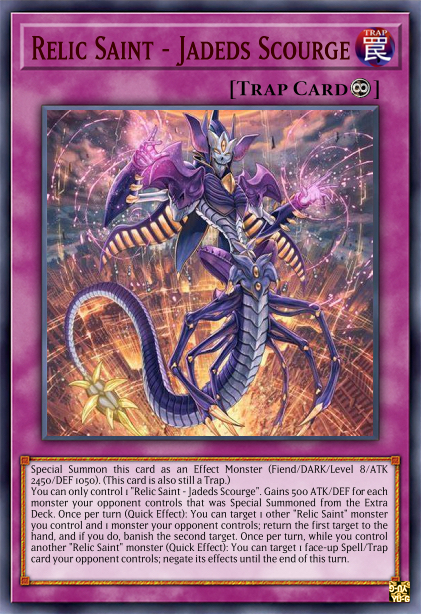 Relic Saint - Jadeds Scourge
TRAP
罠
[Trap Card]
Special Summon this card as an Effect Monster (Fiend/DARK/Level 8/ATK
2450/DEF 1050). (This card is also still a Trap.)
You can only control 1 "Relic Saint - Jadeds Scourge". Gains 500 ATK/DEF for each
monster your opponent controls that was Special Summoned from the Extra
Deck. Once per turn (Quick Effect): You can target 1 other "Relic Saint" monster
you control and 1 monster your opponent controls; return the first target to the
hand, and if you do, banish the second target. Once per turn, while you control
another "Relic Saint" monster (Quick Effect): You can target 1 face-up Spell/Trap
card your opponent controls; negate its effects until the end of this turn.